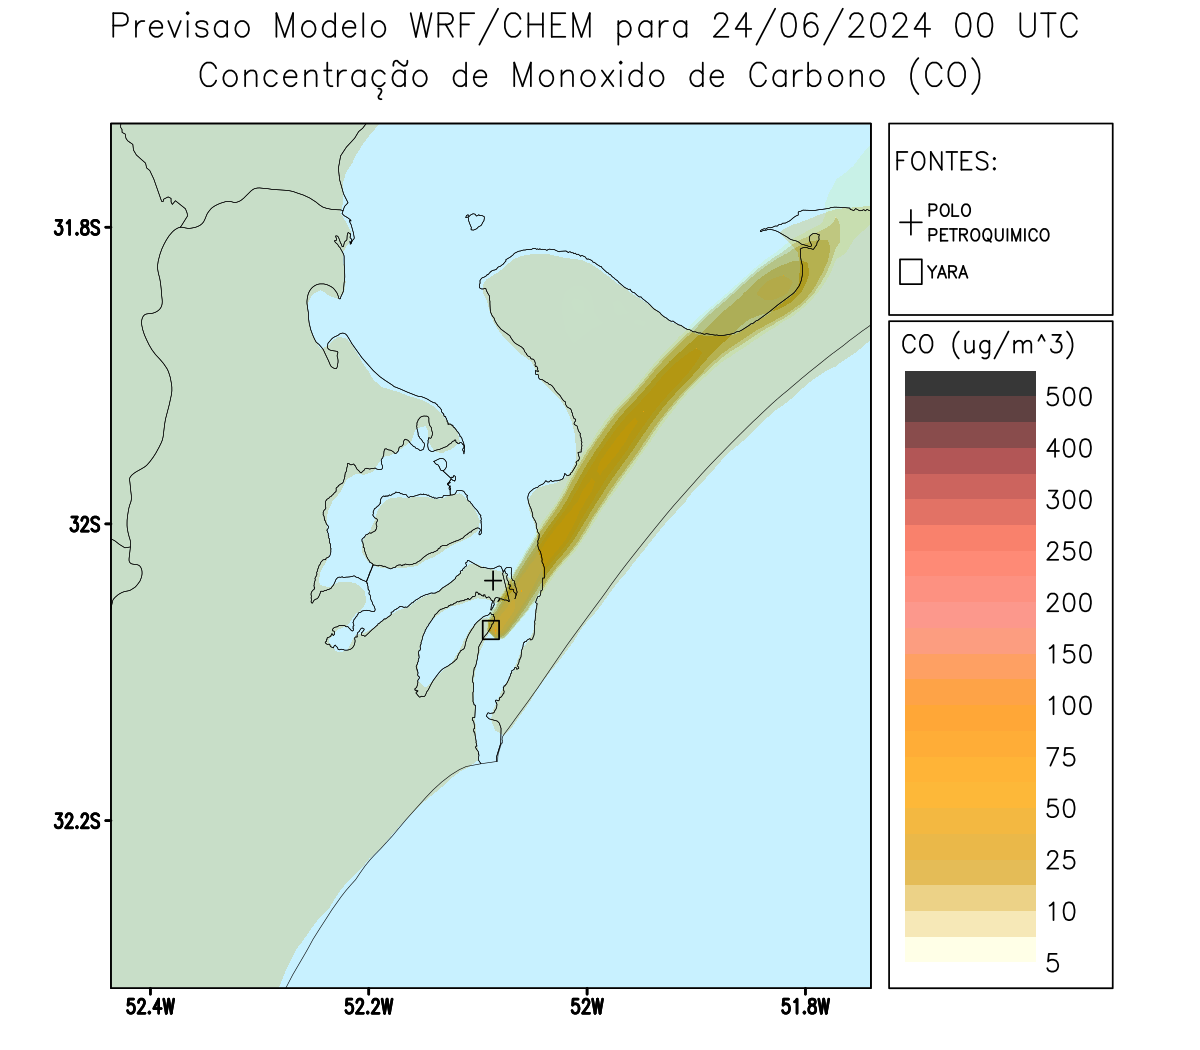 Previsao Modelo WRF/CHEM para 24/06/2024 00 UTC
Concentração de Monoxido de Carbono (CO)
FONTES:
POLO
PETROQUIMICO
YARA
CO (ug/m^3)
500
400
300
250
200
150
100
75
50
25
10
5
31.8S
32S
32.2S
52.4W
52.2W
52W
51.8W